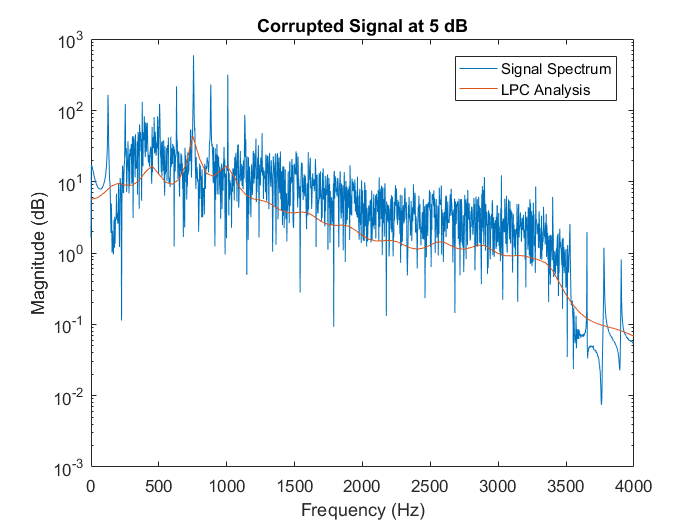 Corrupted Signal at 5 dB
10^3
10^2
10^1
10^0
10^-1
10^-2
10^-3
Magnitude (dB)
Signal Spectrum
LPC Analysis
0 500 1000 1500 2000 2500 3000 3500 4000
Frequency (Hz)